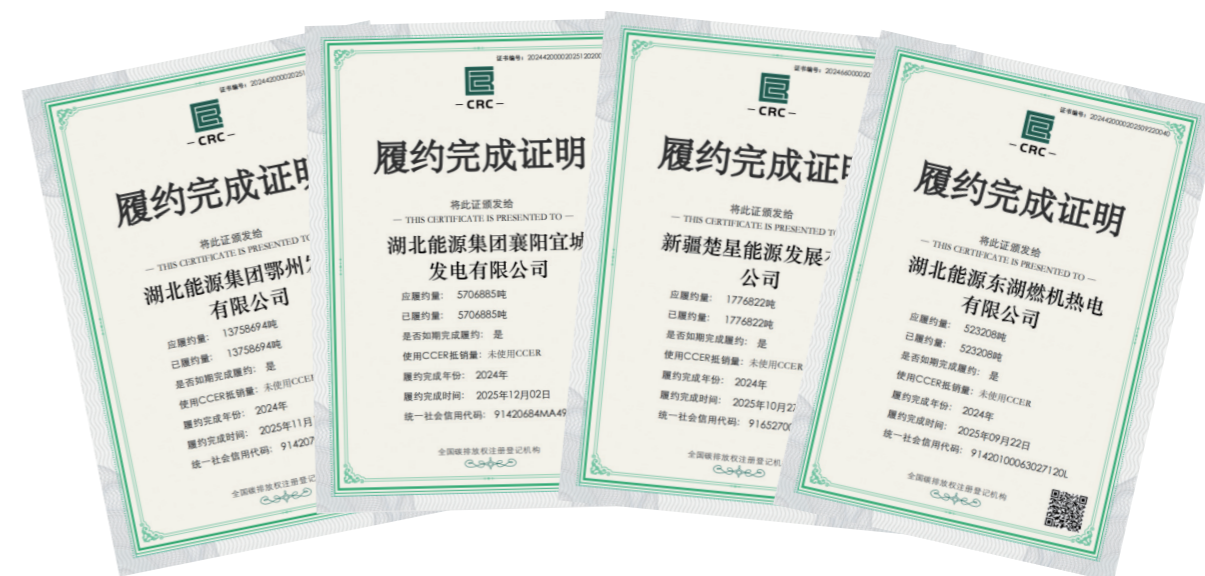 证书编号：202442000020251
CRC
履约完成证明
将此证颁发给
— THIS CERTIFICATE IS PRESENTED TO
湖北能源集团鄂州发
有限公司
应履约量： 13758694吨
已履约量： 13758694吨
是否如期完成履约： 是
使用CCER抵销量：未使用CCER
履约完成年份： 2024年
履约完成时间： 2025年11月
统一社会信用代码： 914207
全国碳排放权注册登记
证书编号：20244200002025120200
CRC
履约完成证明
将此证颁发给
— THIS CERTIFICATE IS PRESENTED TO —
湖北能源集团襄阳宜城
发电有限公司
应履约量： 5706885吨
已履约量： 5706885吨
是否如期完成履约： 是
使用CCER抵销量：未使用CCER
履约完成年份： 2024年
履约完成时间： 2025年12月02日
统一社会信用代码： 91420684MA49
全国碳排放权注册登记机构
证书编号：202466000020
CRC
履约完成证
将此证颁发给
— THIS CERTIFICATE IS PRESENTED TO
新疆楚星能源发展
公司
应履约量： 1776822吨
已履约量： 1776822吨
是否如期完成履约： 是
使用CCER抵销量：未使用CCER
履约完成年份： 2024年
履约完成时间： 2025年10月27
统一社会信用代码： 91652700
全国碳排放权注册登记机
证书编号：2024420000202509220040
CRC
履约完成证明
将此证颁发给
— THIS CERTIFICATE IS PRESENTED TO —
湖北能源东湖燃机热电
有限公司
应履约量： 523208吨
已履约量： 523208吨
是否如期完成履约： 是
使用CCER抵销量：未使用CCER
履约完成年份： 2024年
履约完成时间： 2025年09月22日
统一社会信用代码： 91420100063027120L
全国碳排放权注册登记机构